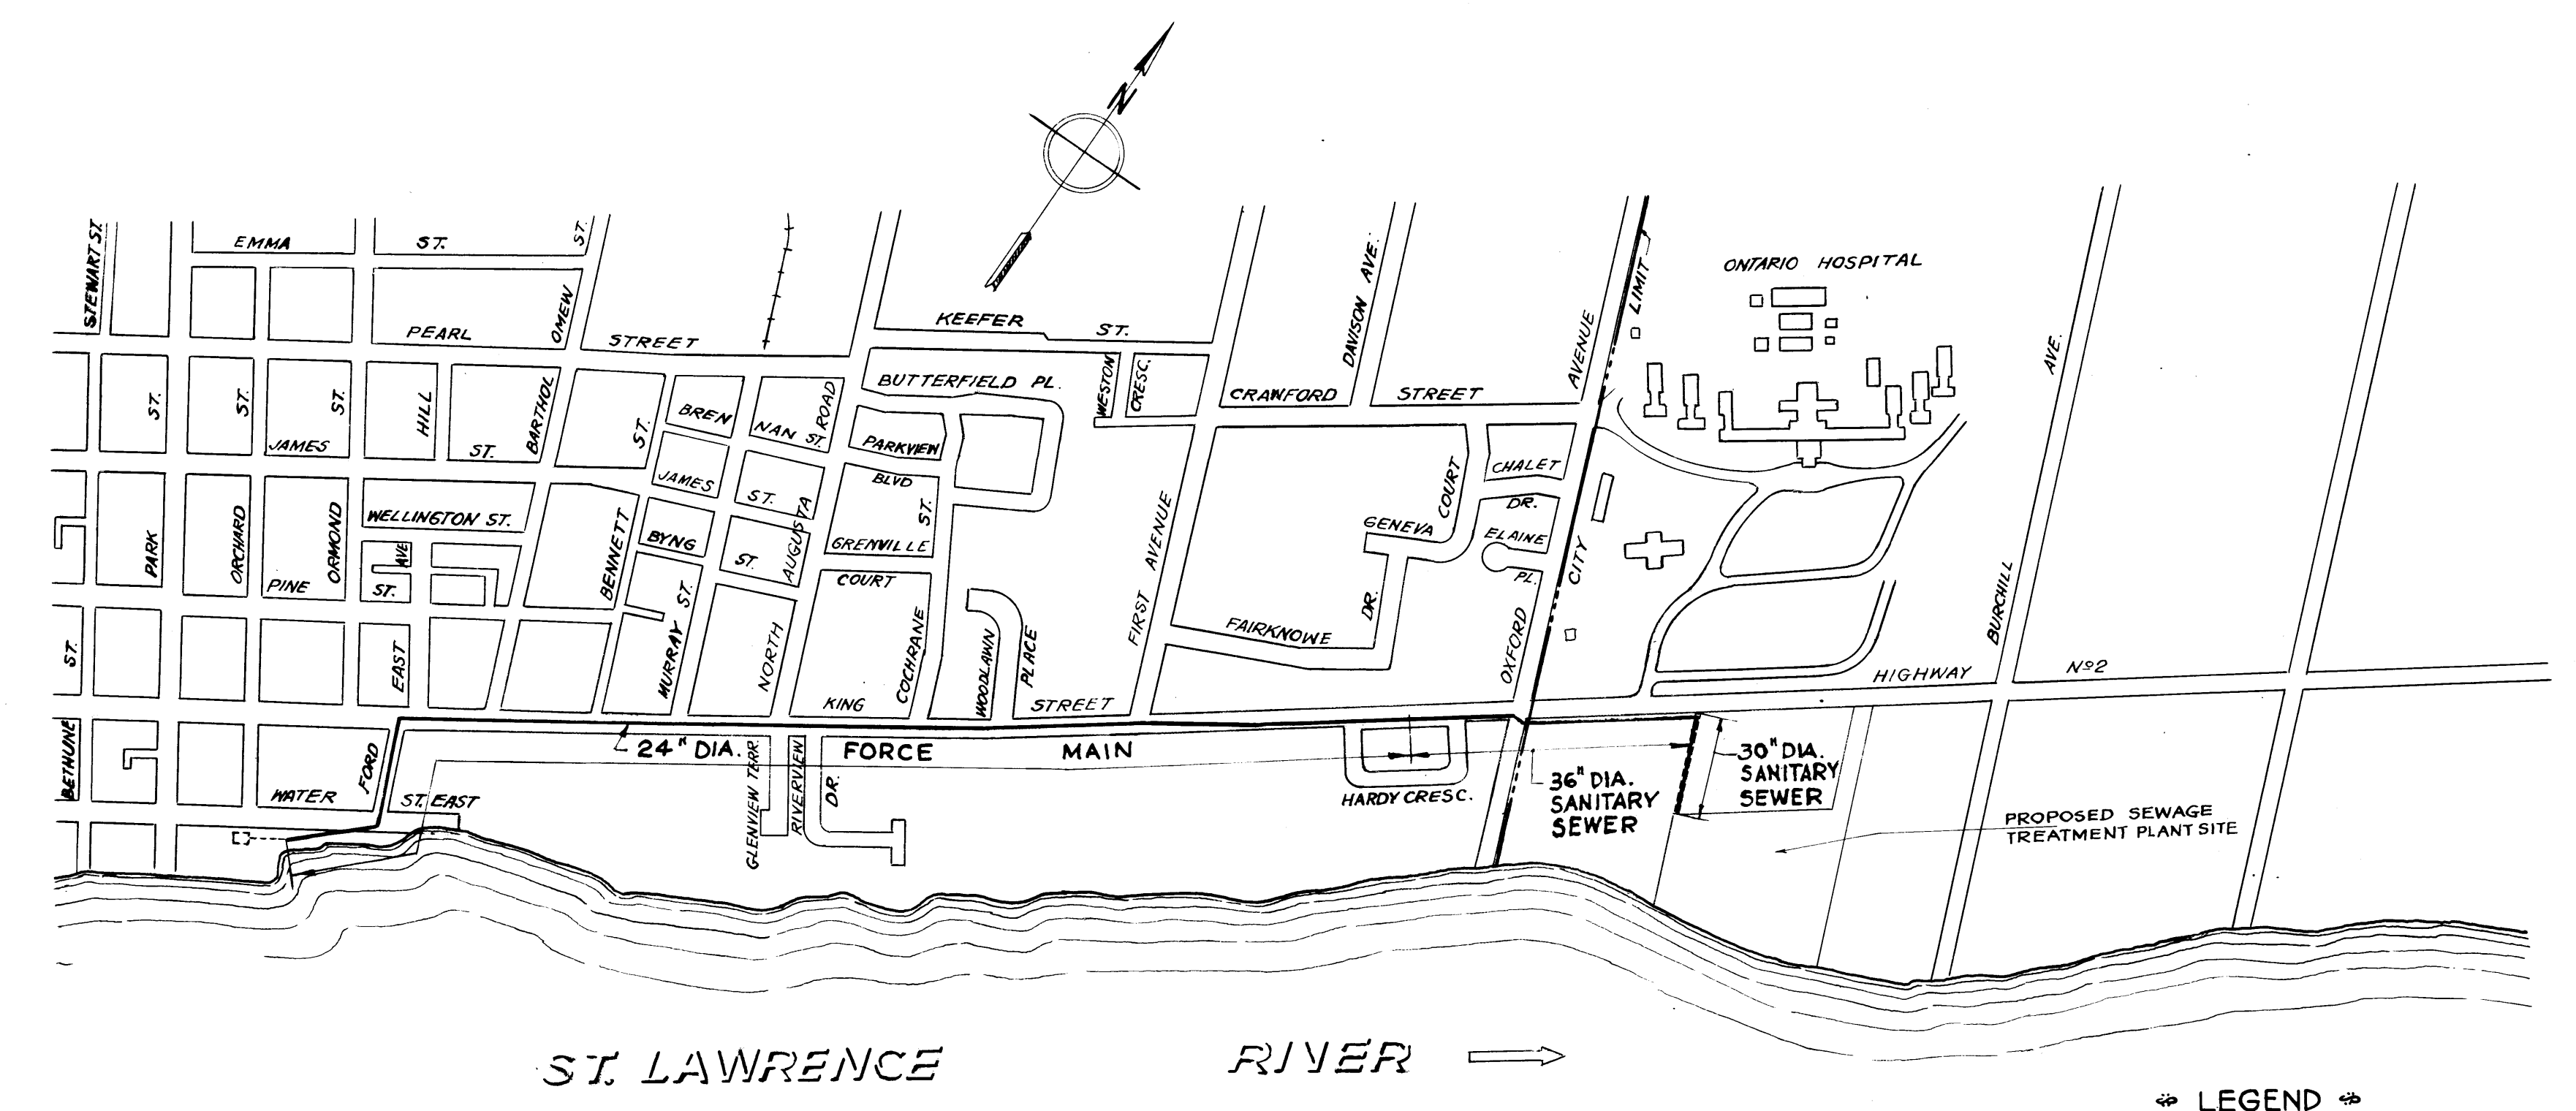 N
STEWART ST.
EMMA ST.
ST.
OMEW
PEARL STREET
KEEFER ST.
DAVISON AVE.
AVENUE
LIMIT
ONTARIO HOSPITAL
AVE.
ST.
ST.
ST.
HILL
BARTHOL
ST.
BREN
NAN ST.
ROAD
BUTTERFIELD PL.
WESTON
CRESC.
CRAWFORD STREET
JAMES ST.
PARKVIEW
BLVD
JAMES ST.
CHALET
DR.
COURT
GENEVA
ELAINE
PL.
WELLINGTON ST.
PARK
ORCHARD
ORMOND
AVE
BENNETT
BYNG ST.
AUGUSTA
ST.
GRENVILLE
COURT
FIRST AVENUE
CITY
PINE ST.
MURRAY ST.
NORTH
COCHRANE
WOODLAWN
PLACE
FAIRKNOWE
DR.
OXFORD
BURCHILL
HIGHWAY Nº2
ST.
EAST
KING STREET
BETHUNE
FORD
24" DIA. FORCE MAIN
GLENVIEW TERR.
RIVERVIEW
DR.
WATER ST. EAST
HARDY CRESC.
36" DIA.
SANITARY
SEWER
30" DIA.
SANITARY
SEWER
PROPOSED SEWAGE
TREATMENT PLANT SITE
ST. LAWRENCE RIVER
LEGEND